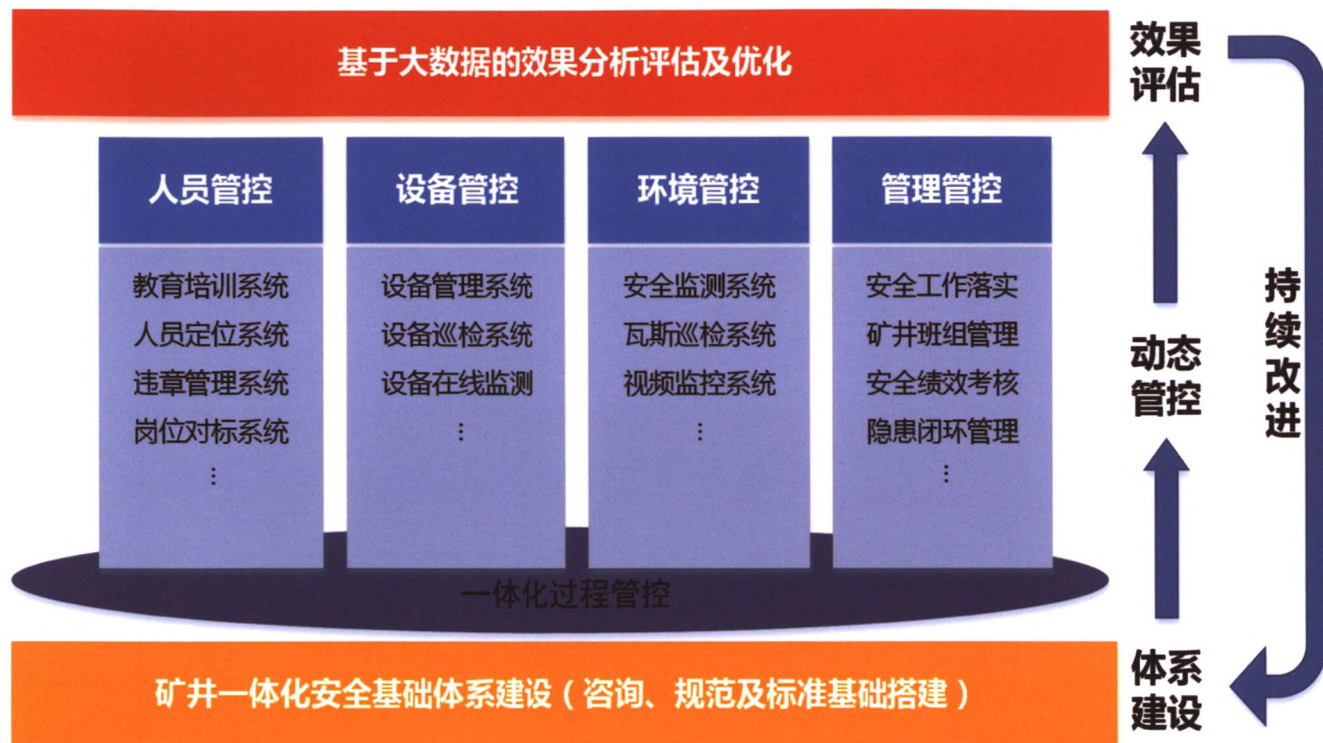 基于大数据的效果分析评估及优化
效果
评估
人员管控
教育培训系统
人员定位系统
违章管理系统
岗位对标系统
⋮
设备管控
设备管理系统
设备巡检系统
设备在线监测
⋮
环境管控
安全监测系统
瓦斯巡检系统
视频监控系统
⋮
管理管控
安全工作落实
矿井班组管理
安全绩效考核
隐患闭环管理
⋮
动态
管控
持续改进
一体化过程管控
矿井一体化安全基础体系建设（咨询、规范及标准基础搭建）
体系
建设